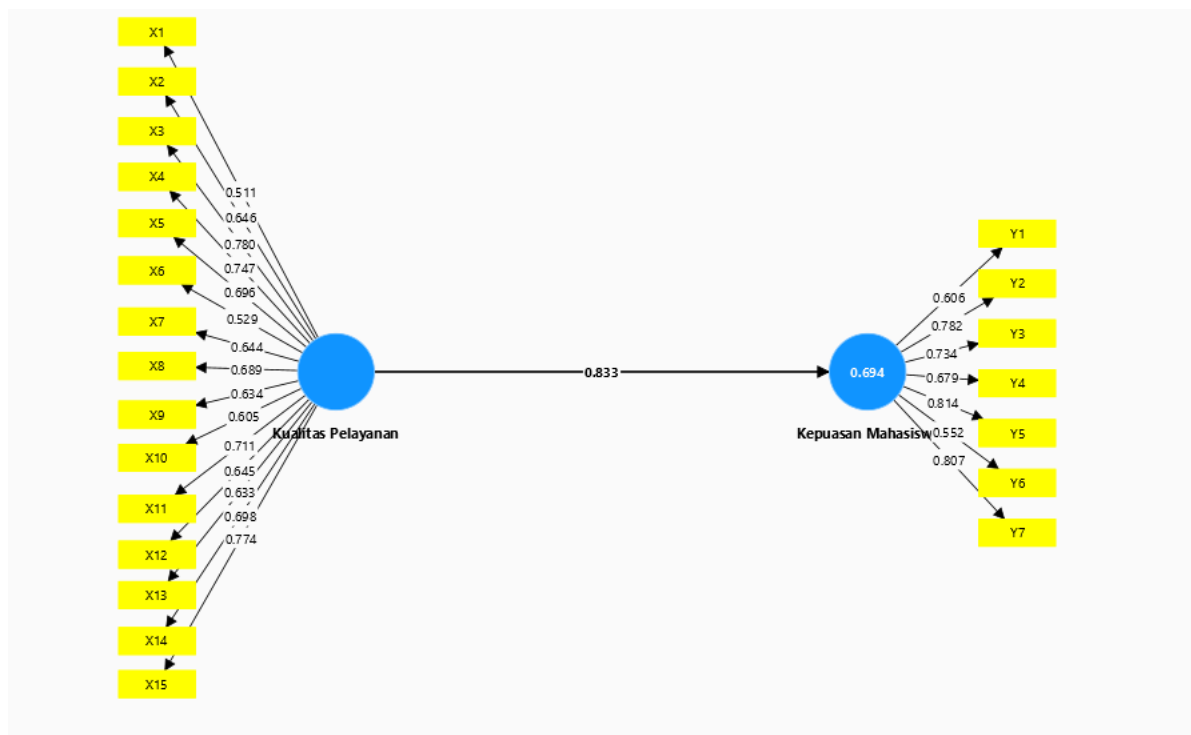 X1
X2
X3
X4
X5
X6
X7
X8
X9
X10
X11
X12
X13
X14
X15
0.511
0.646
0.780
0.747
0.696
0.529
0.644
0.689
0.634
0.605
0.711
0.645
0.633
0.698
0.774
Kualitas Pelayanan
0.833
0.694
Kepuasan Mahasisw
0.606
0.782
0.734
0.679
0.814
0.552
0.807
Y1
Y2
Y3
Y4
Y5
Y6
Y7